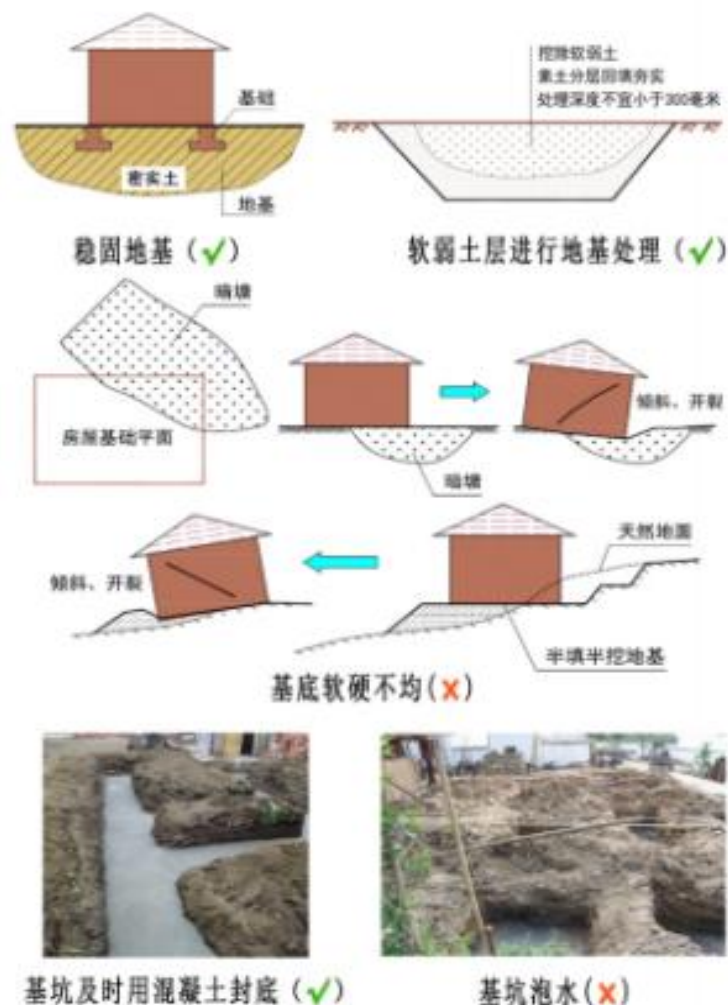 基础
密实土
地基
稳固地基（✓）
挖除软弱土
素土分层回填夯实
处理深度不宜小于300毫米
软弱土层进行地基处理（✓）
暗塘
房屋基础平面
暗塘
倾斜、开裂
倾斜、开裂
天然地面
半填半挖地基
基底软硬不均(×)
基坑及时用混凝土封底（✓）
基坑泡水(×)